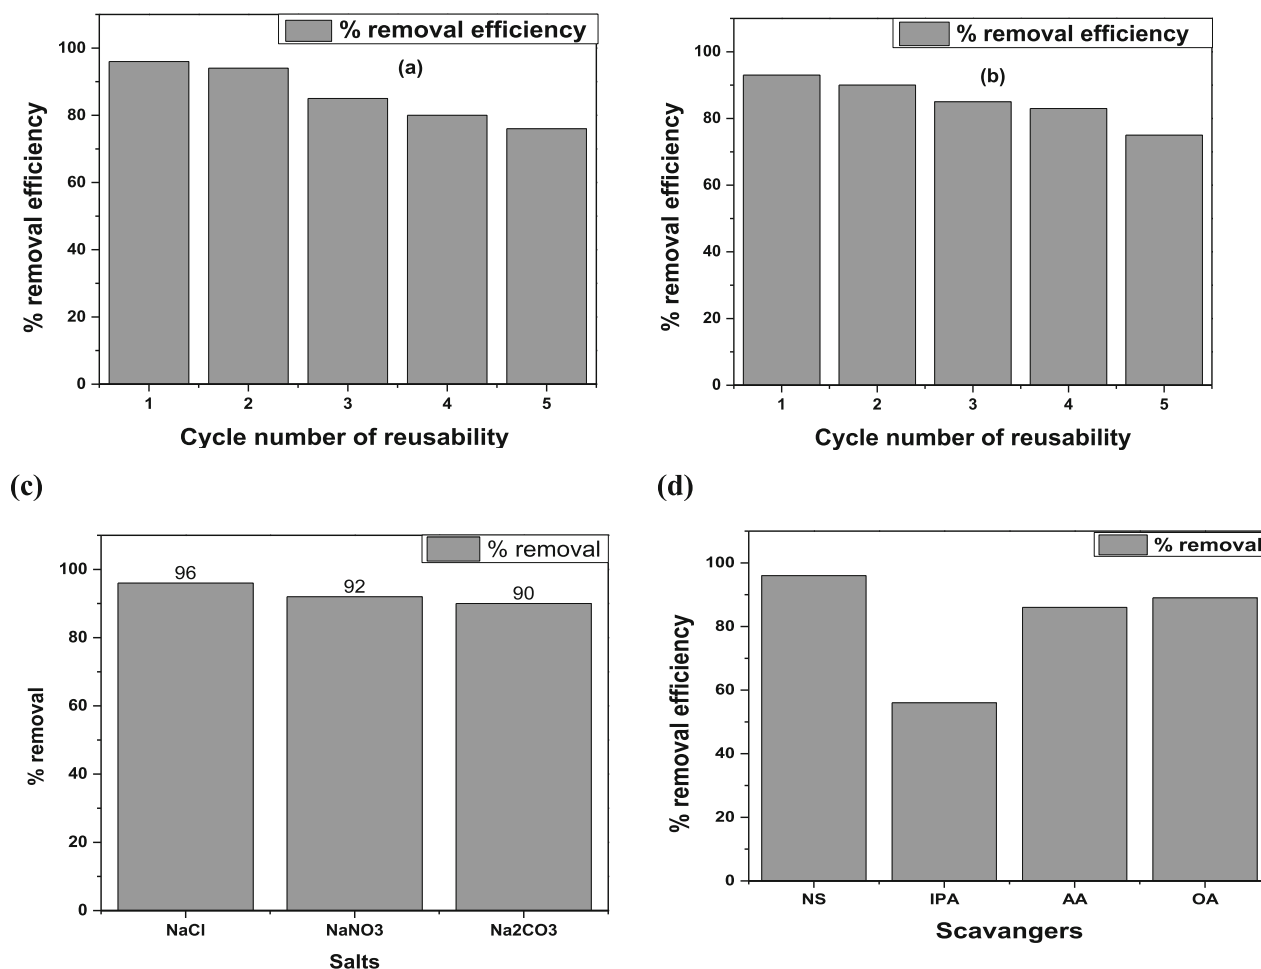 % removal efficiency
(a)
100
80
60
40
20
0
% removal efficiency
1 2 3 4 5
Cycle number of reusability
% removal efficiency
(b)
100
80
60
40
20
0
% removal efficiency
1 2 3 4 5
Cycle number of reusability
(c)
% removal
96
92
90
100
80
60
40
20
0
% removal
NaCl NaNO3 Na2CO3
Salts
(d)
% removal
100
80
60
40
20
0
% removal efficiency
NS IPA AA OA
Scavangers